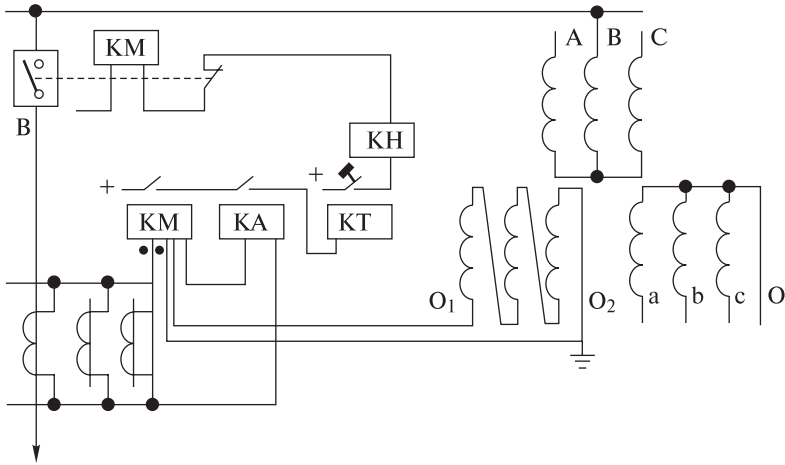 A B C
KM
B
KH
+ +
KM KA KT
O₁ O₂ a b c O